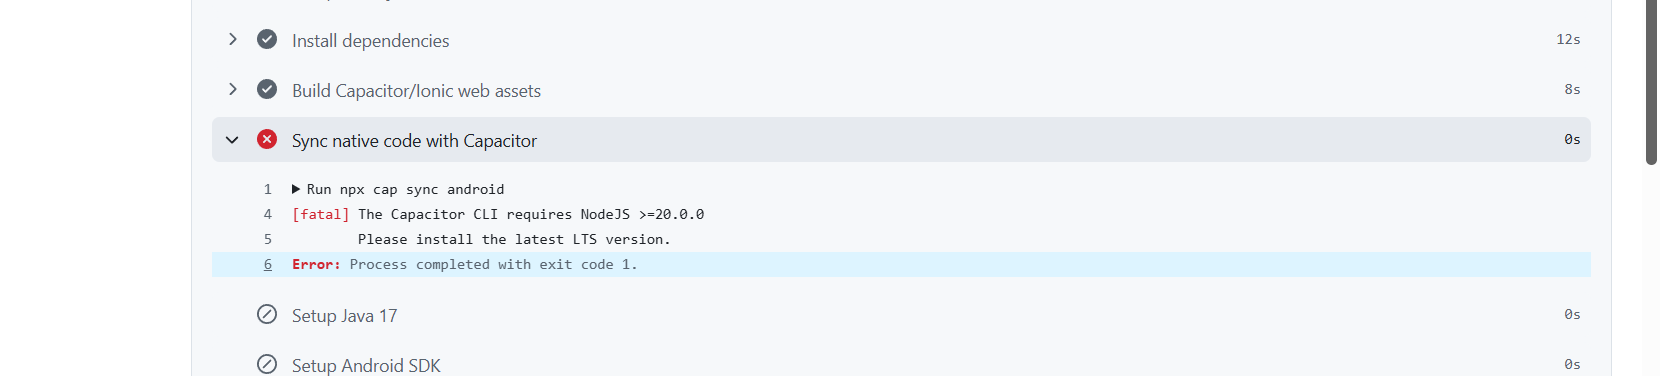 Install dependencies 12s
Build Capacitor/Ionic web assets 8s
Sync native code with Capacitor 0s
1 Run npx cap sync android
4 [fatal] The Capacitor CLI requires NodeJS >=20.0.0
5 Please install the latest LTS version.
6 Error: Process completed with exit code 1.
Setup Java 17 0s
Setup Android SDK 0s